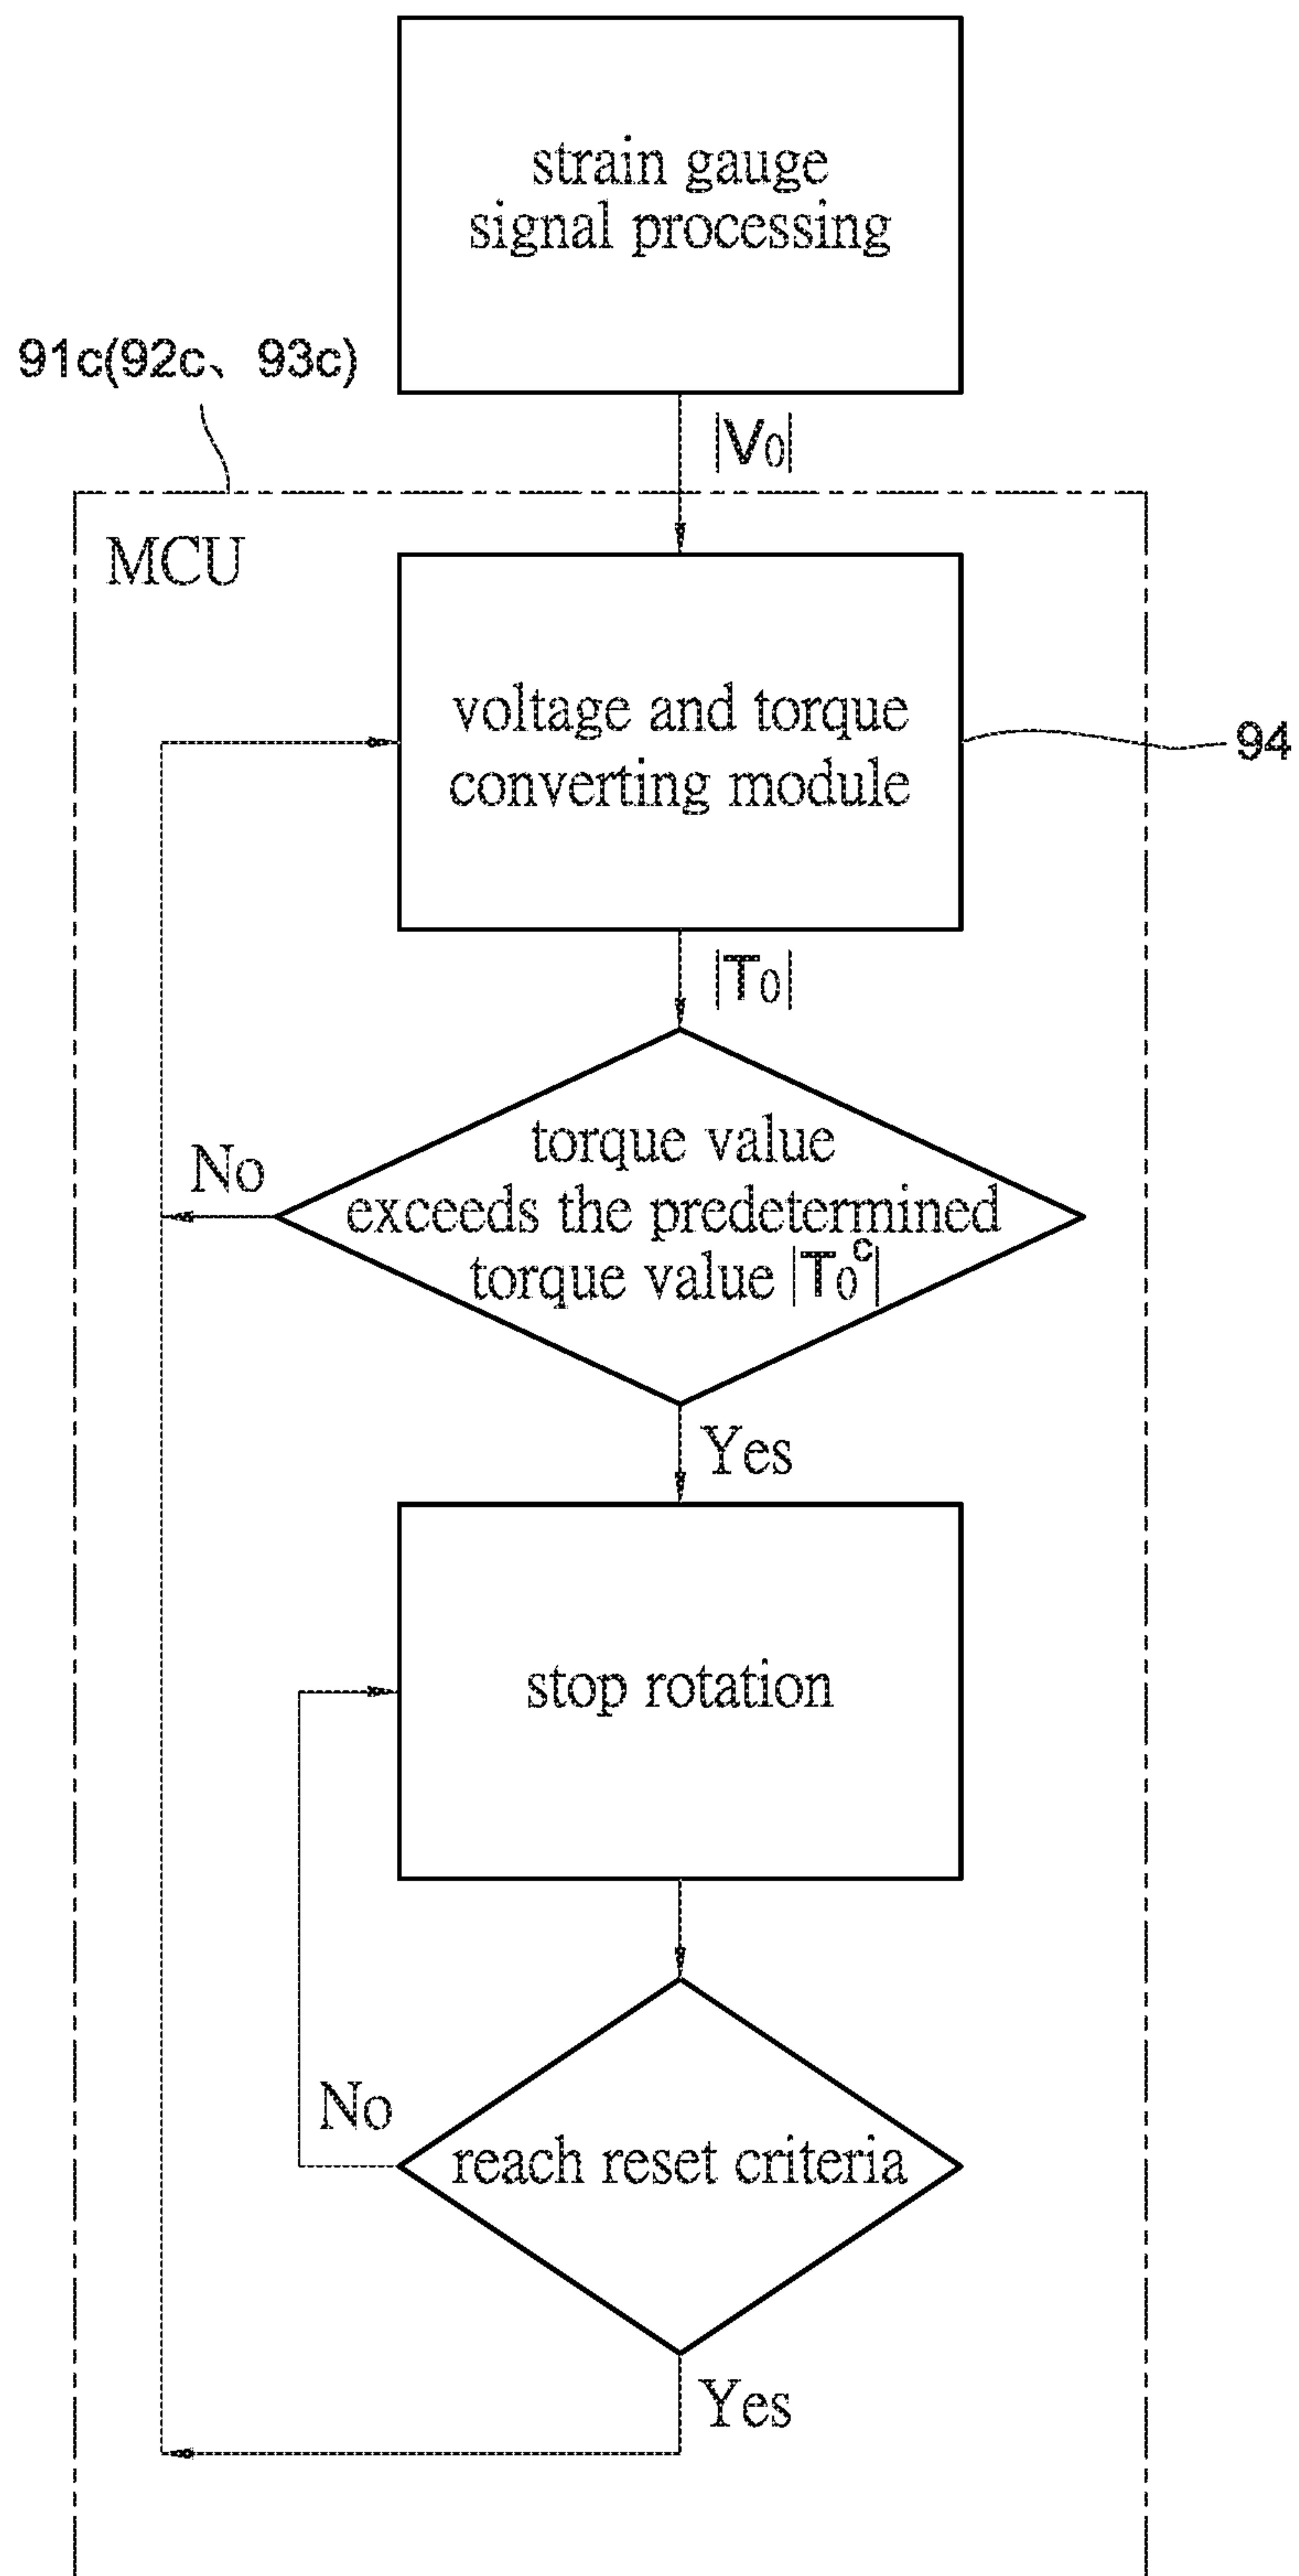 strain gauge
signal processing
91c(92c、93c)
|V0|
MCU
voltage and torque
converting module
94
|T0|
torque value
No
exceeds the predetermined
torque value |T0c|
Yes
stop rotation
No
reach reset criteria
Yes